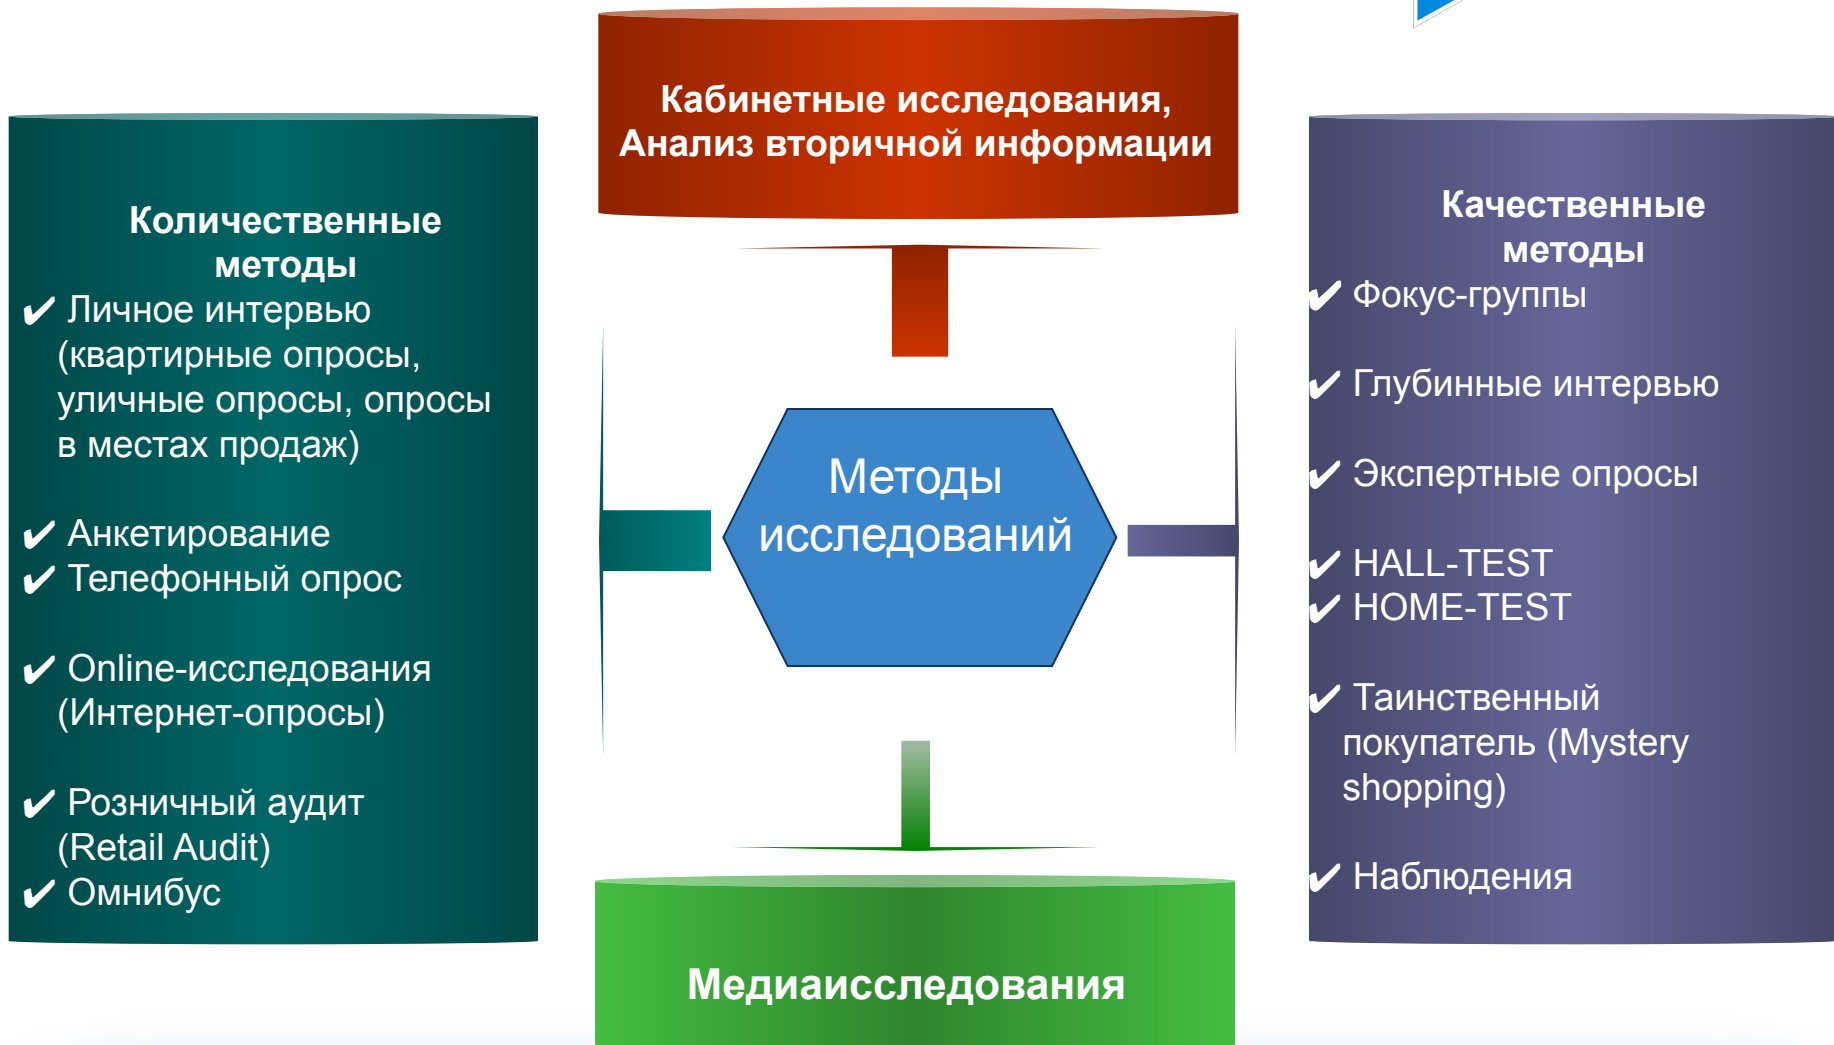 Кабинетные исследования,
Анализ вторичной информации
Количественные
методы
✔ Личное интервью
(квартирные опросы,
уличные опросы, опросы
в местах продаж)
✔ Анкетирование
✔ Телефонный опрос
✔ Online-исследования
(Интернет-опросы)
✔ Розничный аудит
(Retail Audit)
✔ Омнибус
Методы
исследований
Качественные
методы
✔ Фокус-группы
✔ Глубинные интервью
✔ Экспертные опросы
✔ HALL-TEST
✔ HOME-TEST
✔ Таинственный
покупатель (Mystery
shopping)
✔ Наблюдения
Медиаисследования